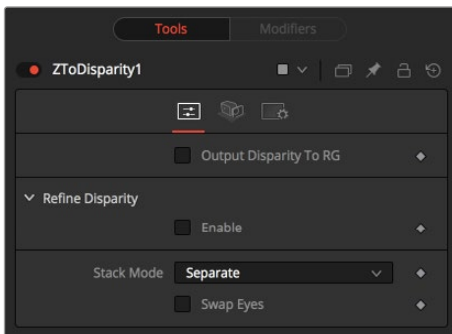 Tools Modifiers
ZToDisparity1
Output Disparity To RG
Refine Disparity
Enable
Stack Mode Separate
Swap Eyes